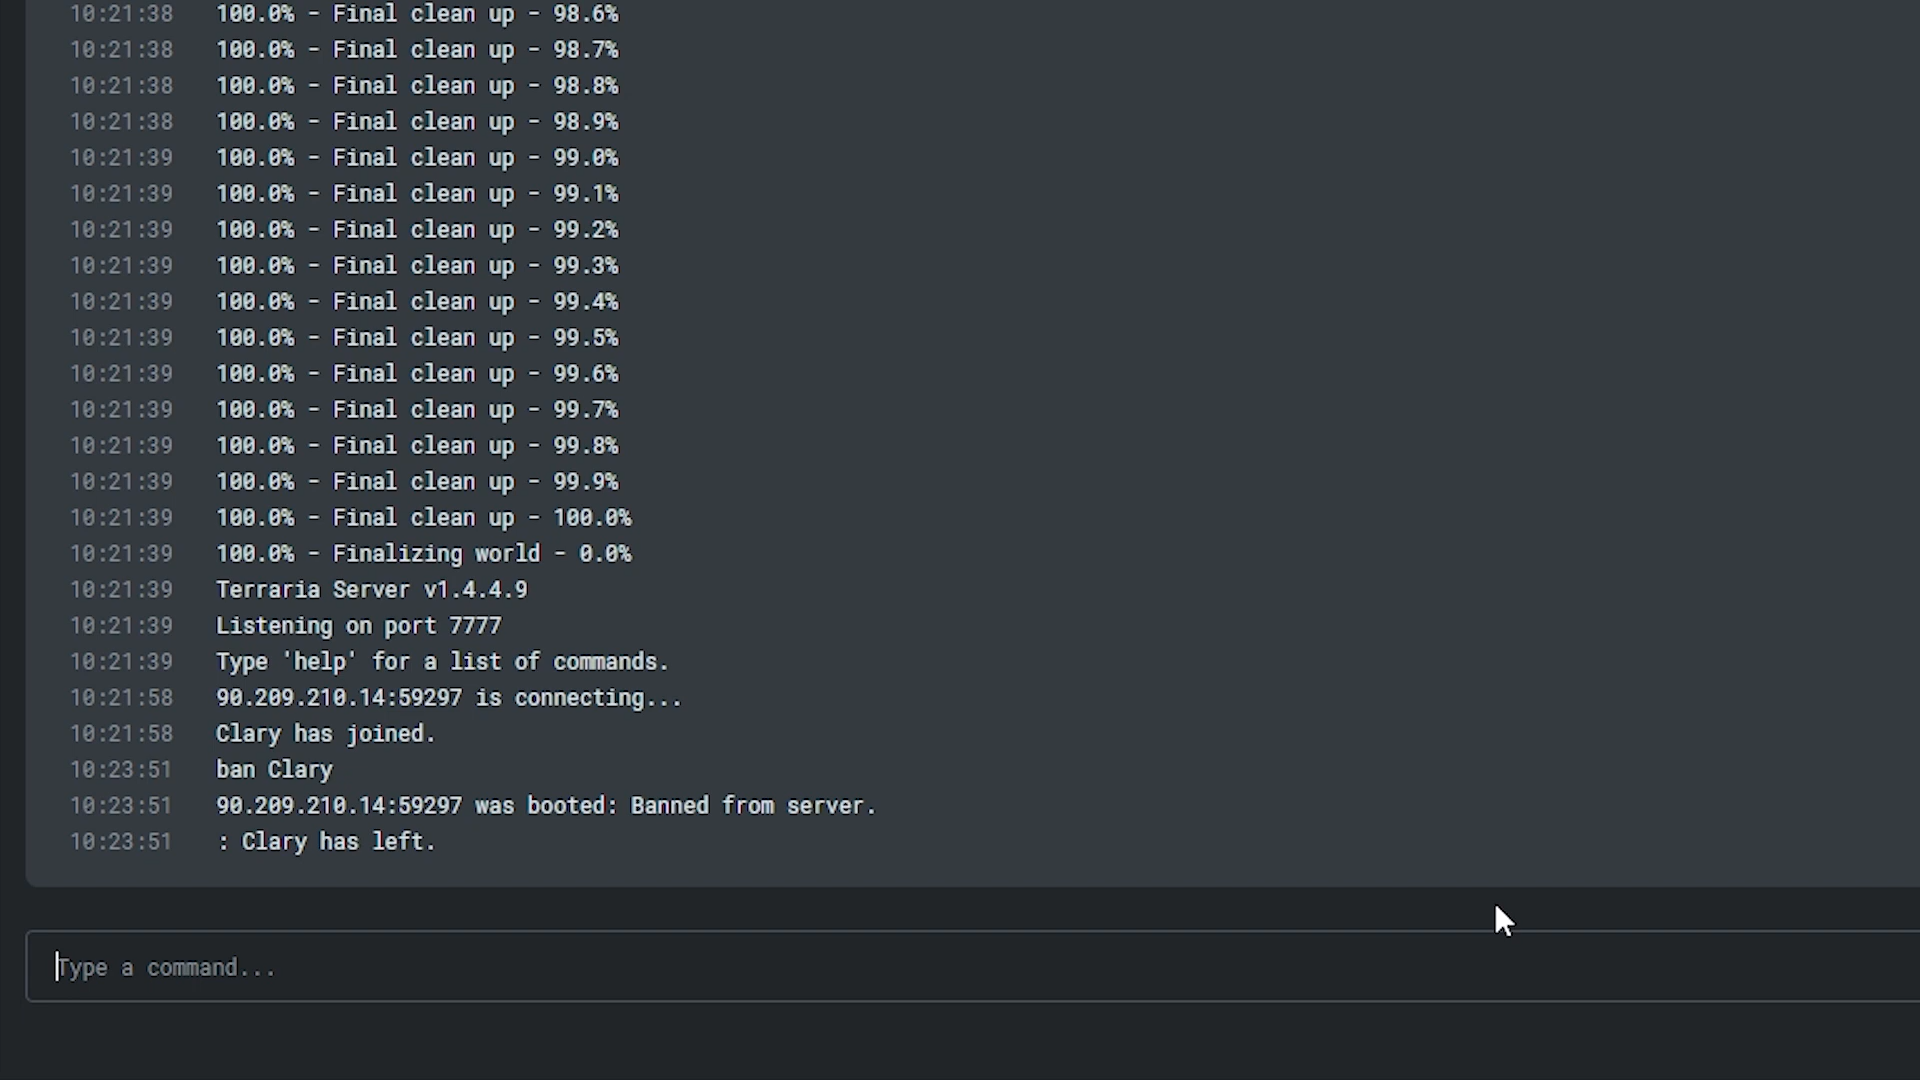 10:21:38 100.0% - Final clean up - 98.6%
10:21:38 100.0% - Final clean up - 98.7%
10:21:38 100.0% - Final clean up - 98.8%
10:21:38 100.0% - Final clean up - 98.9%
10:21:39 100.0% - Final clean up - 99.0%
10:21:39 100.0% - Final clean up - 99.1%
10:21:39 100.0% - Final clean up - 99.2%
10:21:39 100.0% - Final clean up - 99.3%
10:21:39 100.0% - Final clean up - 99.4%
10:21:39 100.0% - Final clean up - 99.5%
10:21:39 100.0% - Final clean up - 99.6%
10:21:39 100.0% - Final clean up - 99.7%
10:21:39 100.0% - Final clean up - 99.8%
10:21:39 100.0% - Final clean up - 99.9%
10:21:39 100.0% - Final clean up - 100.0%
10:21:39 100.0% - Finalizing world - 0.0%
10:21:39 Terraria Server v1.4.4.9
10:21:39 Listening on port 7777
10:21:39 Type 'help' for a list of commands.
10:21:58 90.209.210.14:59297 is connecting...
10:21:58 Clary has joined.
10:23:51 ban Clary
10:23:51 90.209.210.14:59297 was booted: Banned from server.
10:23:51 : Clary has left.
Type a command...